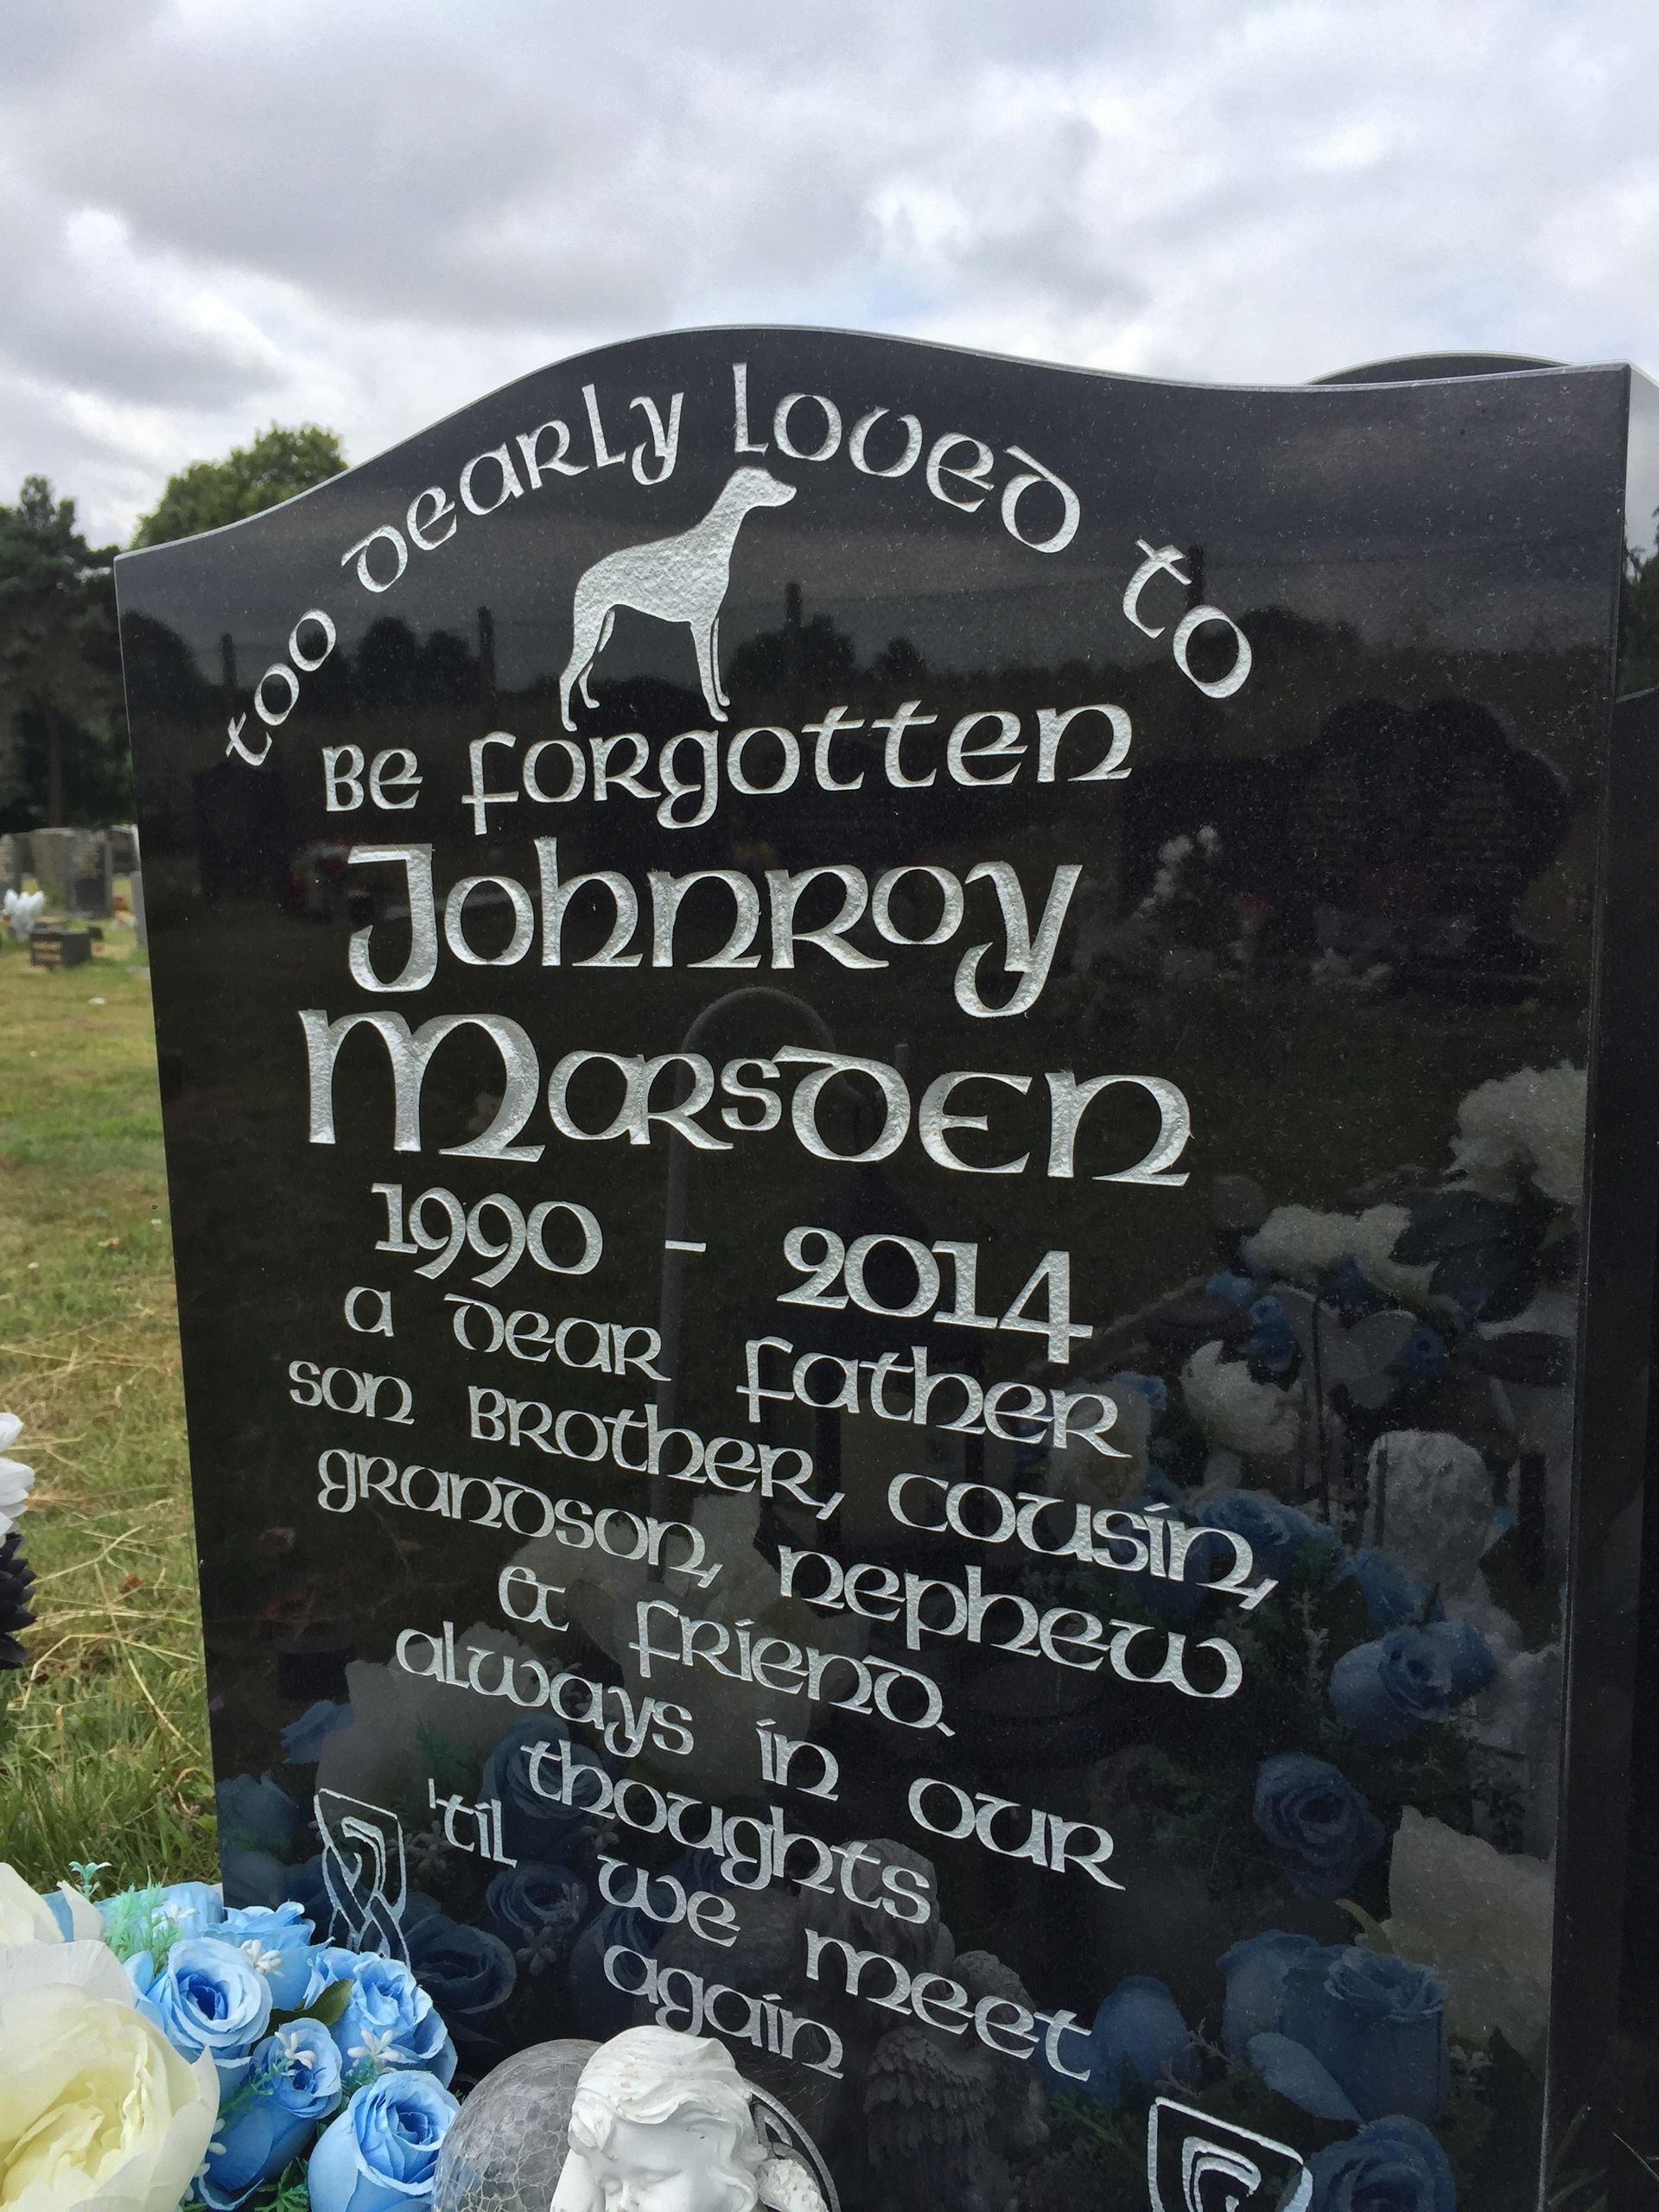 too dearly loved to
be forgotten
Johnroy
Marsden
1990 - 2014
a dear father
son brother, cousin,
grandson, nephew
& friend.
always in our
thoughts
'til we meet
again